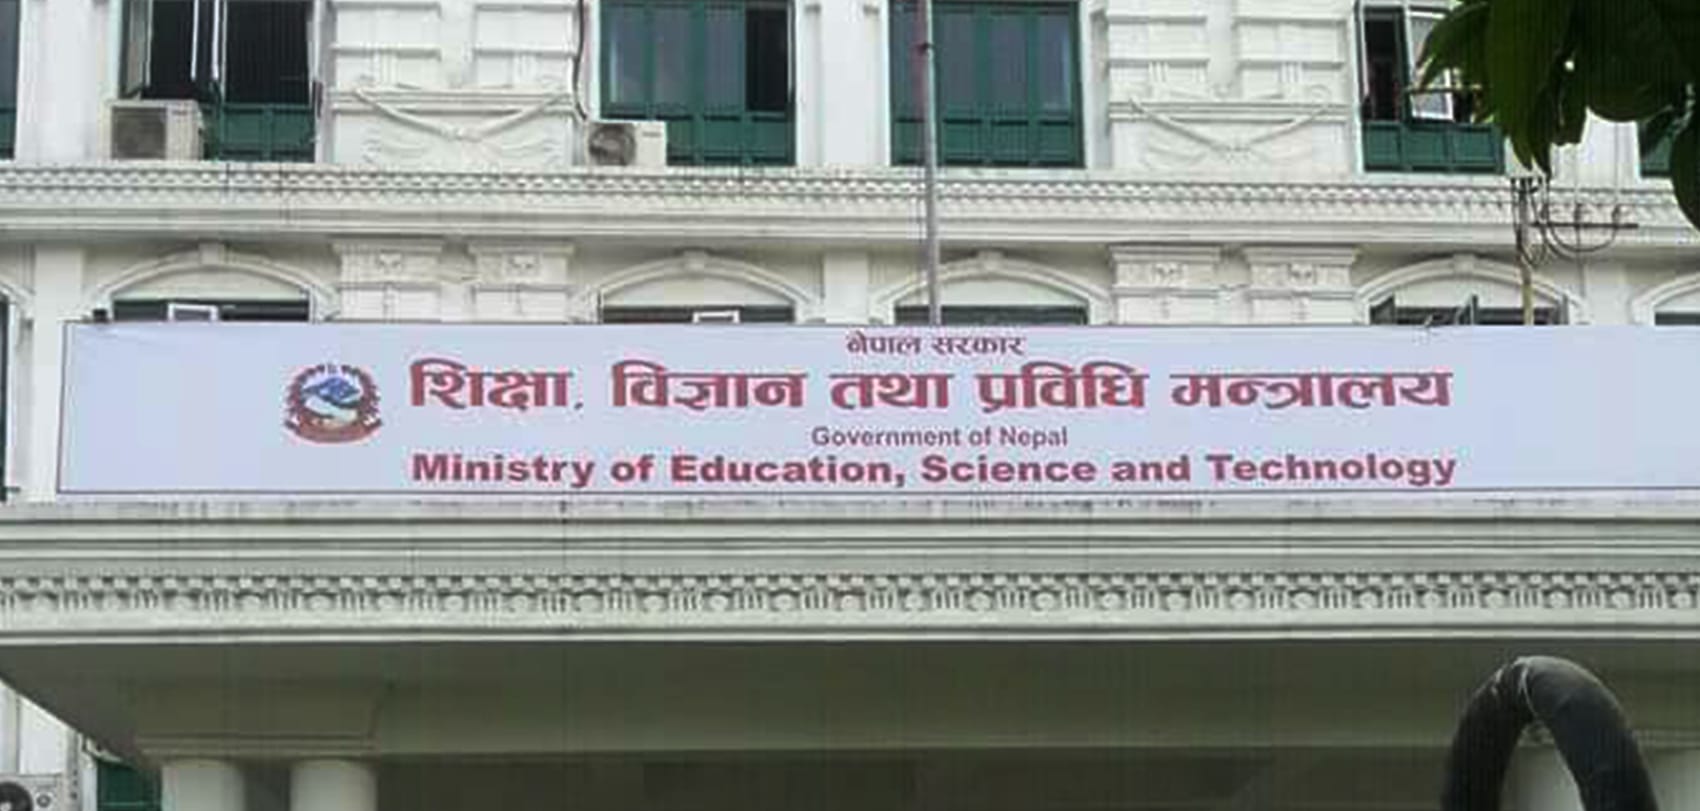 नेपाल सरकार
शिक्षा, विज्ञान तथा प्रविधि मन्त्रालय
Government of Nepal
Ministry of Education, Science and Technology